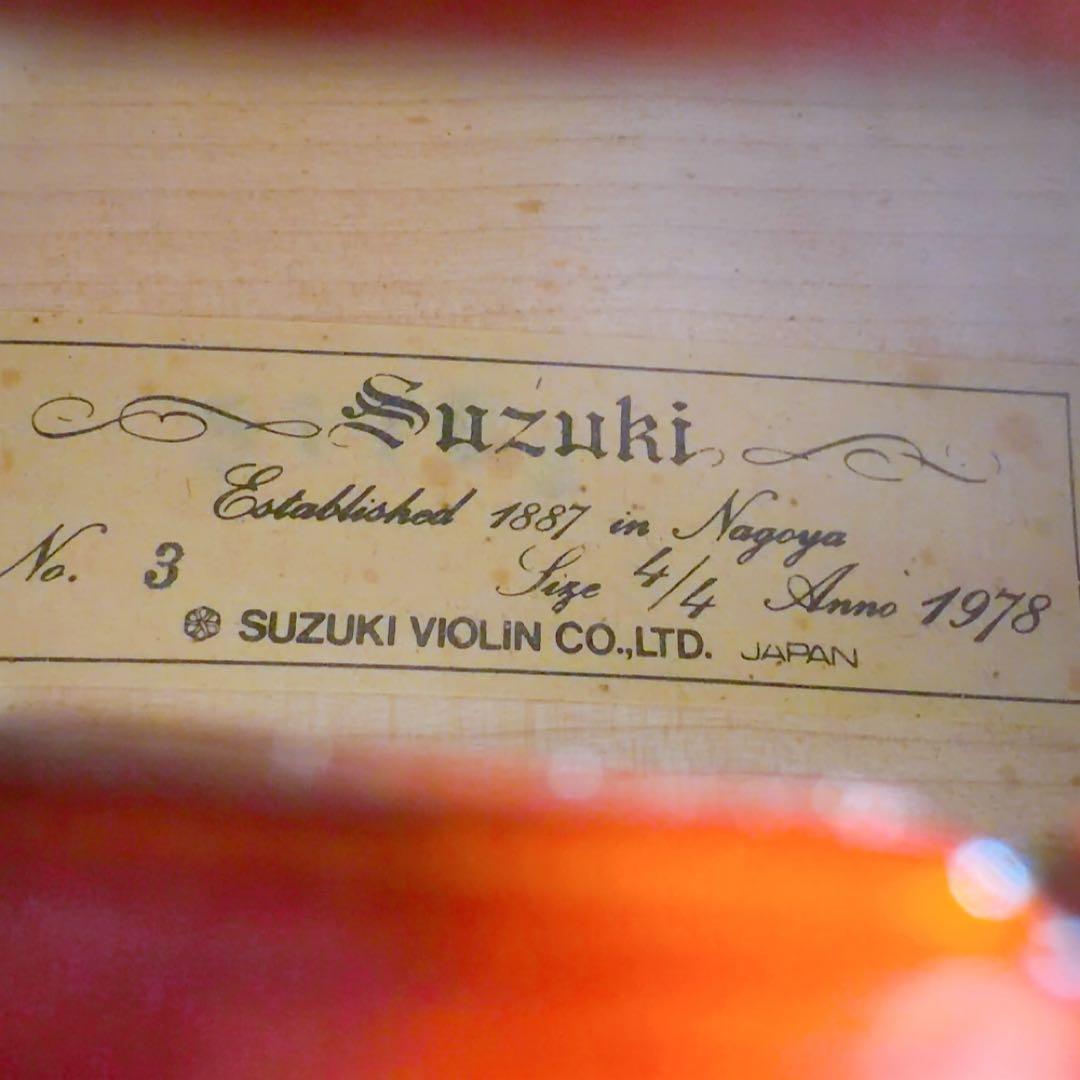 Suzuki
Established 1887 in Nagoya
No. 3 Size 4/4 Anno 1978
SUZUKI VIOLIN CO.,LTD. JAPAN